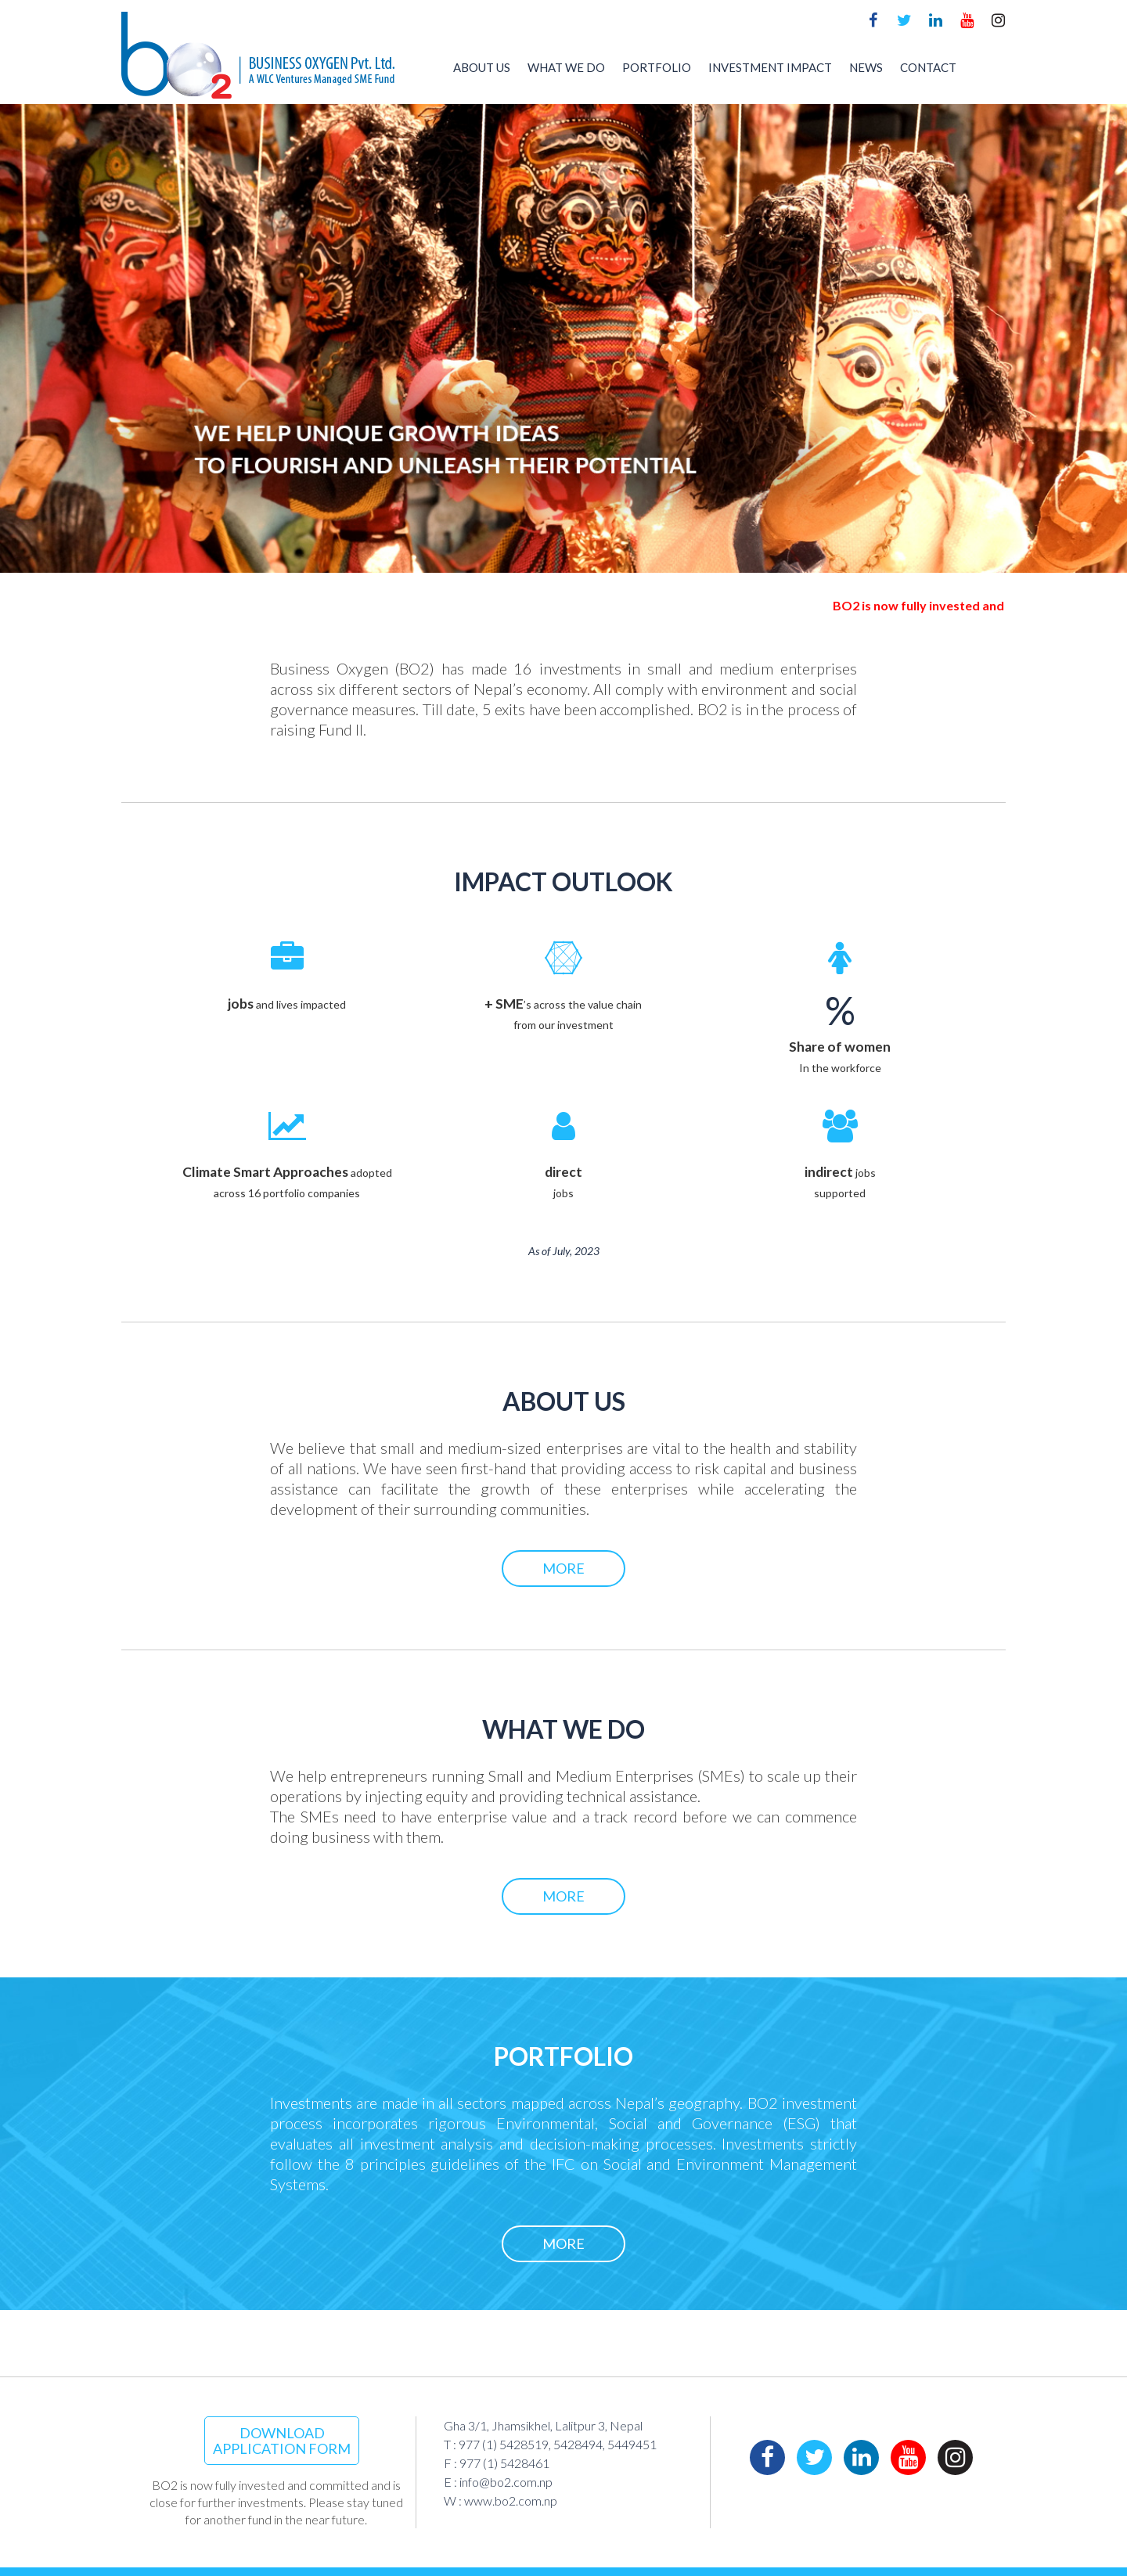 bo2
BUSINESS OXYGEN Pvt. Ltd.
A WLC Ventures Managed SME Fund
ABOUT US WHAT WE DO PORTFOLIO INVESTMENT IMPACT NEWS CONTACT
WE HELP UNIQUE GROWTH IDEAS
TO FLOURISH AND UNLEASH THEIR POTENTIAL
BO2 is now fully invested and
Business Oxygen (BO2) has made 16 investments in small and medium enterprises
across six different sectors of Nepal’s economy. All comply with environment and social
governance measures. Till date, 5 exits have been accomplished. BO2 is in the process of
raising Fund II.
IMPACT OUTLOOK
jobs and lives impacted
+ SME's across the value chain
from our investment
%
Share of women
In the workforce
Climate Smart Approaches adopted
across 16 portfolio companies
direct
jobs
indirect jobs
supported
As of July, 2023
ABOUT US
We believe that small and medium-sized enterprises are vital to the health and stability
of all nations. We have seen first-hand that providing access to risk capital and business
assistance can facilitate the growth of these enterprises while accelerating the
development of their surrounding communities.
MORE
WHAT WE DO
We help entrepreneurs running Small and Medium Enterprises (SMEs) to scale up their
operations by injecting equity and providing technical assistance.
The SMEs need to have enterprise value and a track record before we can commence
doing business with them.
MORE
PORTFOLIO
Investments are made in all sectors mapped across Nepal’s geography. BO2 investment
process incorporates rigorous Environmental, Social and Governance (ESG) that
evaluates all investment analysis and decision-making processes. Investments strictly
follow the 8 principles guidelines of the IFC on Social and Environment Management
Systems.
MORE
DOWNLOAD
APPLICATION FORM
BO2 is now fully invested and committed and is
close for further investments. Please stay tuned
for another fund in the near future.
Gha 3/1, Jhamsikhel, Lalitpur 3, Nepal
T : 977 (1) 5428519, 5428494, 5449451
F : 977 (1) 5428461
E : info@bo2.com.np
W : www.bo2.com.np